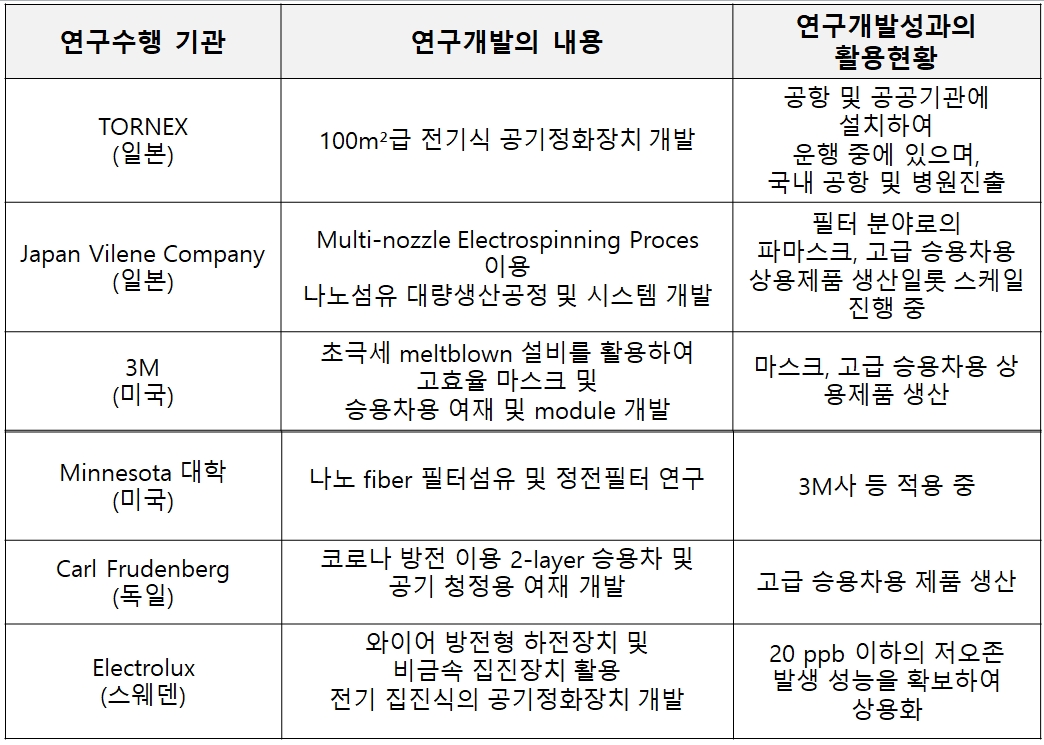 연구수행 기관
연구개발의 내용
연구개발성과의
활용현황
TORNEX
(일본)
100m²급 전기식 공기정화장치 개발
공항 및 공공기관에
설치하여
운행 중에 있으며,
국내 공항 및 병원진출
Japan Vilene Company
(일본)
Multi-nozzle Electrospinning Proces
이용
나노섬유 대량생산공정 및 시스템 개발
필터 분야로의
파마스크, 고급 승용차용
상용제품 생산일롯 스케일
진행 중
3M
(미국)
초극세 meltblown 설비를 활용하여
고효율 마스크 및
승용차용 여재 및 module 개발
마스크, 고급 승용차용 상
용제품 생산
Minnesota 대학
(미국)
나노 fiber 필터섬유 및 정전필터 연구
3M사 등 적용 중
Carl Frudenberg
(독일)
코로나 방전 이용 2-layer 승용차 및
공기 청정용 여재 개발
고급 승용차용 제품 생산
Electrolux
(스웨덴)
와이어 방전형 하전장치 및
비금속 집진장치 활용
전기 집진식의 공기정화장치 개발
20 ppb 이하의 저오존
발생 성능을 확보하여
상용화